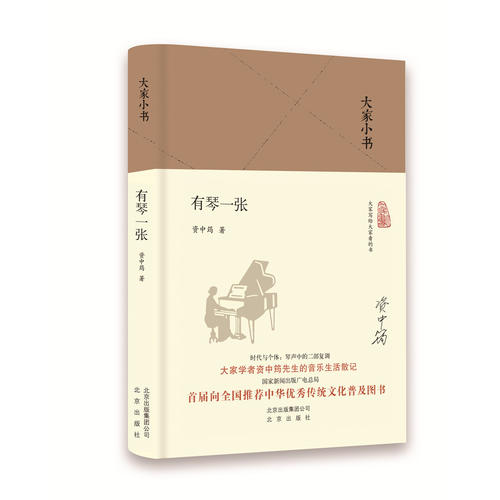 大家小书
有琴一张
资中筠 著
北京出版集团公司
北京出版社
大家小书
大家写给大家看的书
有琴一张
资中筠 著
资中筠
时代与个体：琴声中的二部复调
大家学者资中筠先生的音乐生活散记
国家新闻出版广电总局
首届向全国推荐中华优秀传统文化普及图书
北京出版集团公司
北京出版社